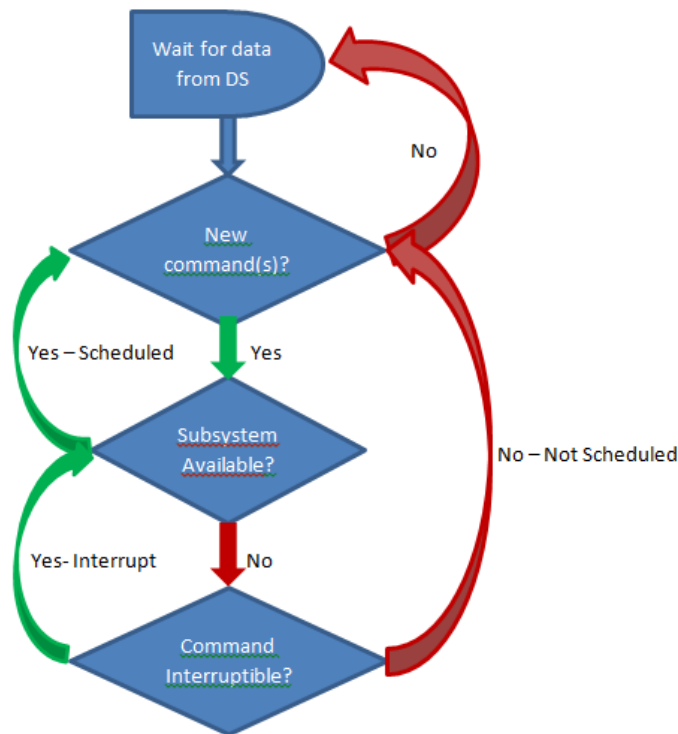 Wait for data
from DS
No
New
command(s)?
Yes – Scheduled
Yes
Subsystem
Available?
No – Not Scheduled
Yes- Interrupt
No
Command
Interruptible?